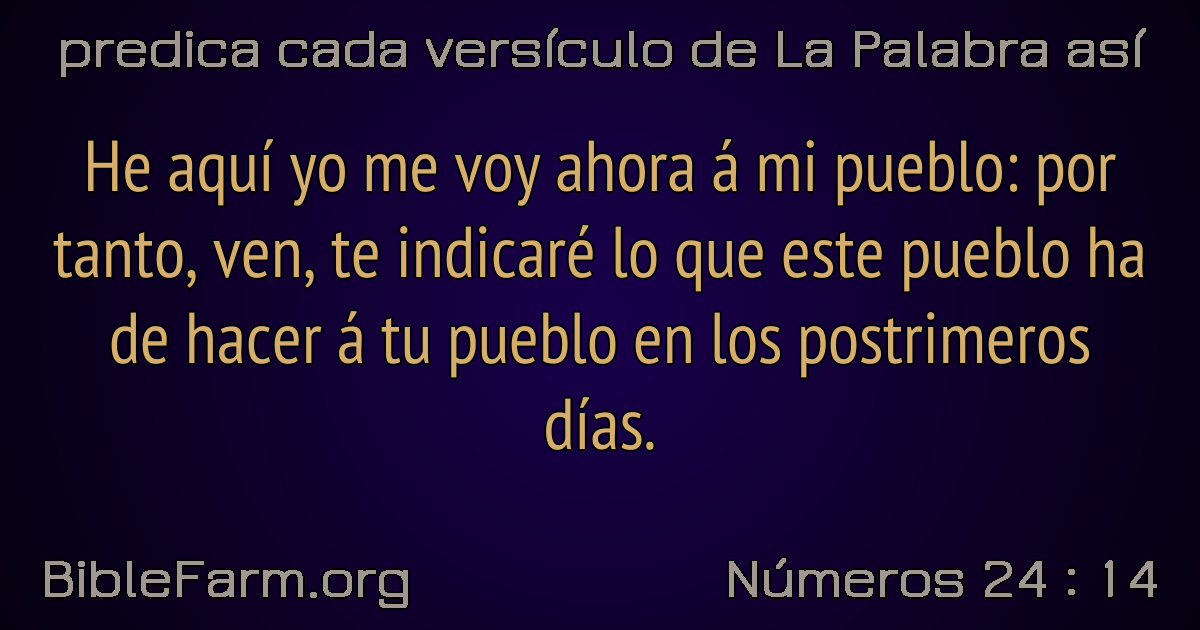 predica cada versículo de La Palabra así
He aquí yo me voy ahora á mi pueblo: por
tanto, ven, te indicaré lo que este pueblo ha
de hacer á tu pueblo en los postrimeros
días.
BibleFarm.org
Números 24 : 14